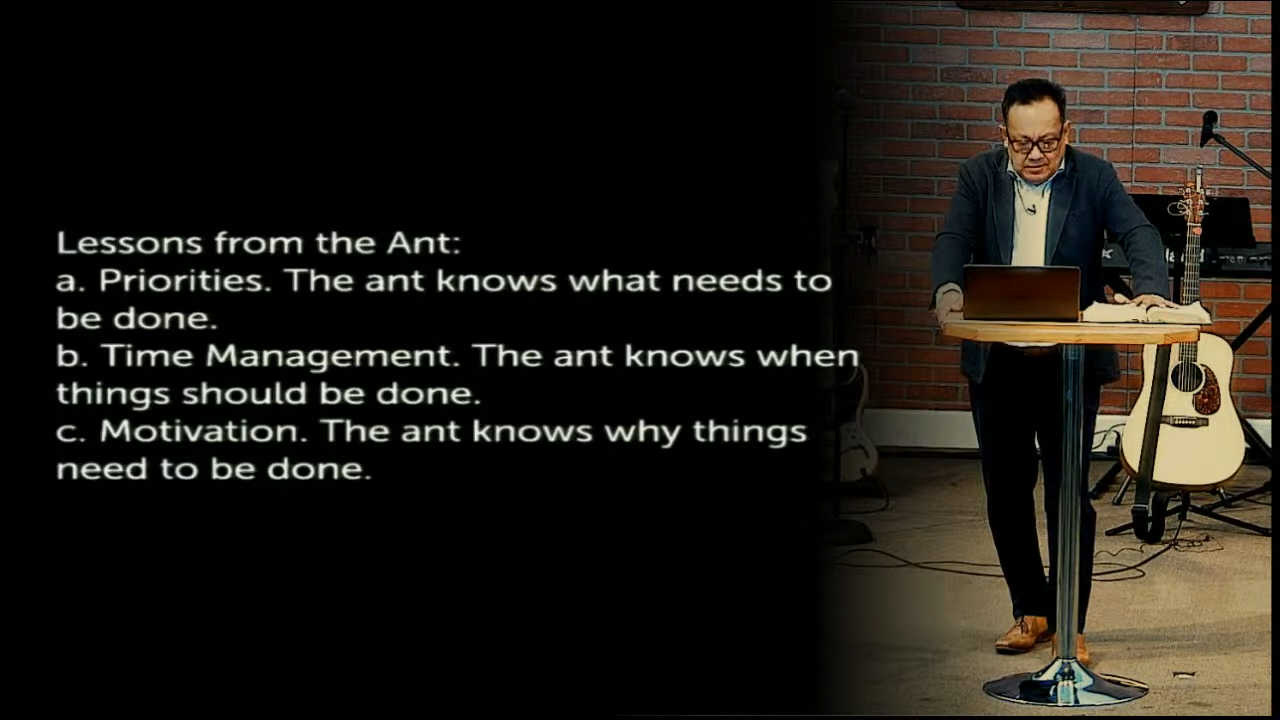 Lessons from the Ant:
a. Priorities. The ant knows what needs to
be done.
b. Time Management. The ant knows when
things should be done.
c. Motivation. The ant knows why things
need to be done.